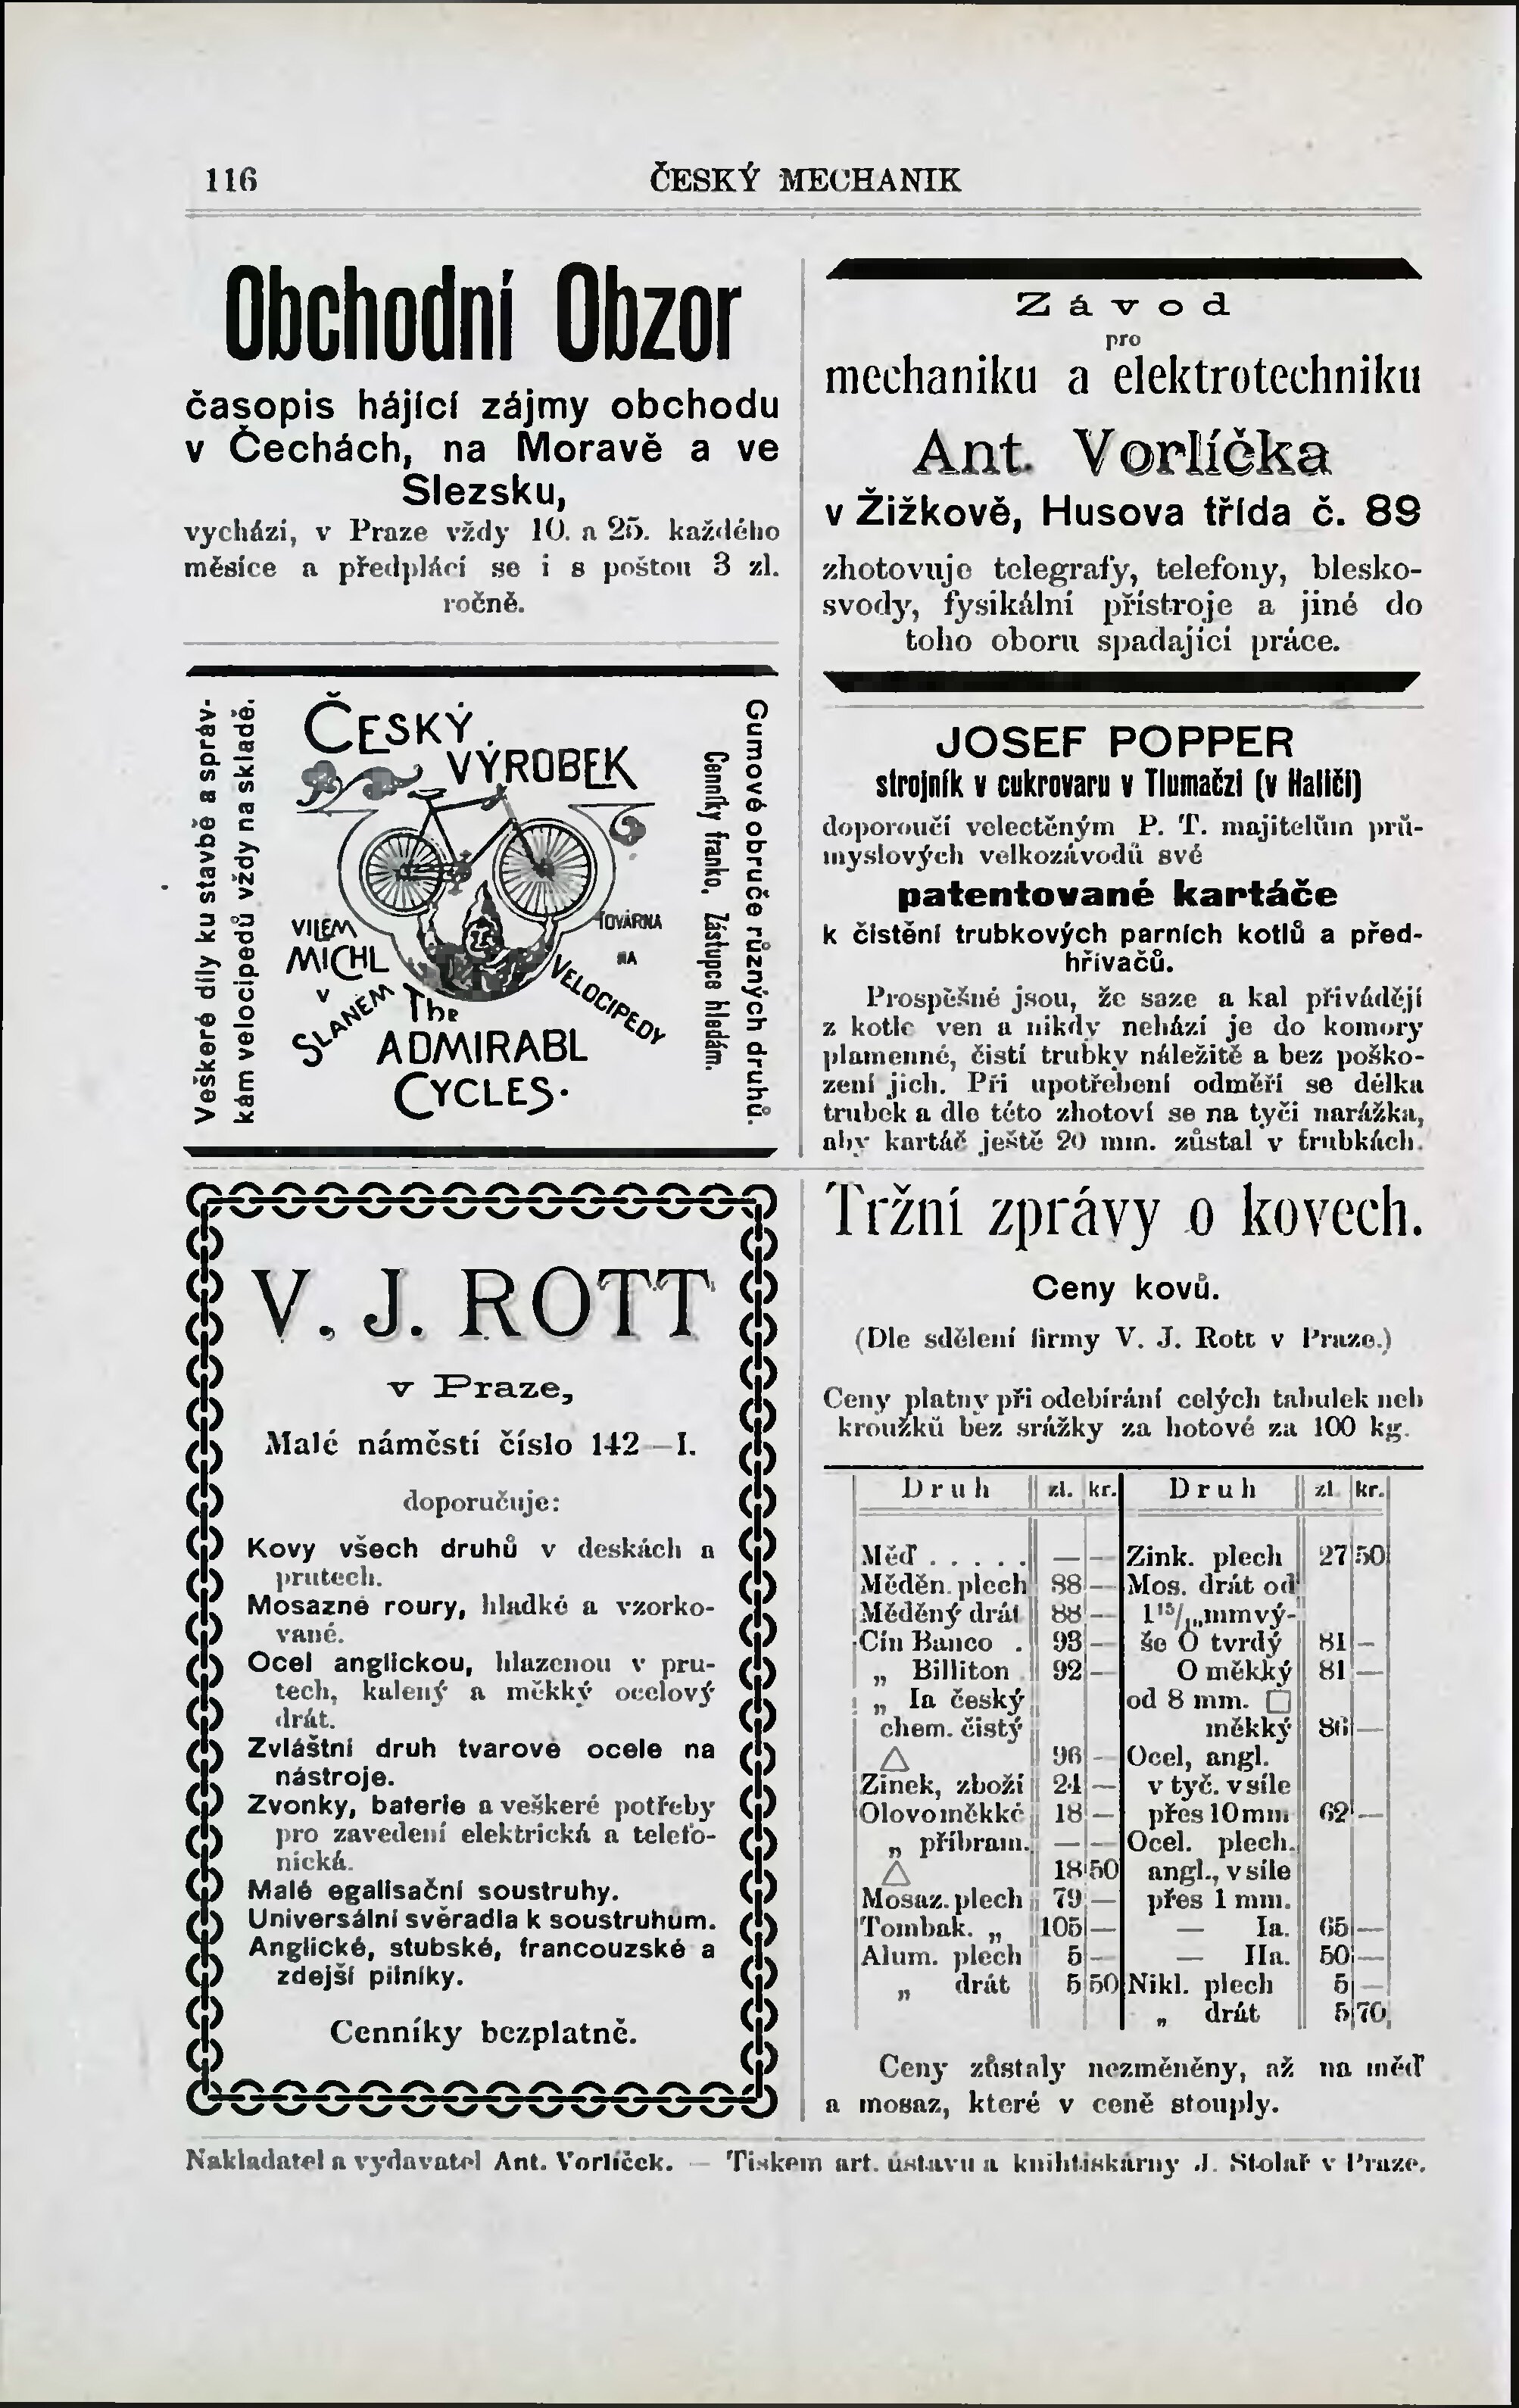 116
ČESKÝ MECHANIK
Obchodní Obzor
časopis hájící zájmy obchodu
v Čechách, na Moravě a ve
Slezsku,
vychází, v Praze vždy 10. a 25. každého
měsíce a předplácí se i s poštou 3 zl.
ročně.
Veškeré díly ku stavbě a správ-
kám velocipedů vždy na skladě.
ČESKÝ
VÝROBEK
VILÉM
MICHL
v
SLANÉM
TOVÁRNA
NA
VELOCIPEDY
The
ADMIRABL
CYCLES.
Cenníky franko. Zástupce hledám.
Gumové obruče různých druhů.
V. J. ROTT
v Praze,
Malé náměstí číslo 142—I.
doporučuje:
Kovy všech druhů v deskách a
prutech.
Mosazné roury, hladké a vzorko-
vané.
Ocel anglickou, hlazenou v pru-
tech, kalený a měkký ocelový
drát.
Zvláštní druh tvarové ocele na
nástroje.
Zvonky, baterie a veškeré potřeby
pro zavedení elektrická a telefo-
nická.
Malé egalisační soustruhy.
Universální svěradla k soustruhům.
Anglické, stubské, francouzské a
zdejší pilníky.
Cenníky bezplatně.
Závod
pro
mechaniku a elektrotechniku
Ant. Vorlíčka
v Žižkově, Husova třída č. 89
zhotovuje telegrafy, telefony, blesko-
svody, fysikální přístroje a jiné do
toho oboru spadající práce.
JOSEF POPPER
strojník v cukrovaru v Tlumačzi (v Haliči)
doporoučí velectěným P. T. majitelům prů-
myslových velkozávodů své
patentované kartáče
k čistění trubkových parních kotlů a před-
hřívačů.
Prospěšné jsou, že saze a kal přivádějí
z kotle ven a nikdy nehází je do komory
plamenné, čistí trubky náležitě a bez poško-
zení jich. Při upotřebení odměří se délka
trubek a dle této zhotoví se na tyči narážka,
aby kartáč ještě 20 mm. zůstal v trubkách.
Tržní zprávy o kovech.
Ceny kovů.
(Dle sdělení firmy V. J. Rott v Praze.)
Ceny platny při odebírání celých tabulek neb
kroužků bez srážky za hotové za 100 kg.
Druh zl. kr. Druh zl. kr.
Měď . . . . . — — Zink. plech 27 50
Měděn. plech 88 — Mos. drát od
Měděný drát 88 — 1 15/ mm vý-
Cín Banco . 93 — še O tvrdý 81 —
„ Billiton 92 — O měkký 81 —
„ Ia český od 8 mm. □
chem. čistý měkký 86 —
△ 96 — Ocel, angl.
Zinek, zboží 24 — v tyč. v síle
Olovo měkké 18 — přes 10 mm 62 —
„ příbram. — — Ocel. plech.
△ 18 50 angl., v síle
Mosaz. plech 79 — přes 1 mm.
Tombak. „ 105 — — Ia. 65 —
Alum. plech 5 — — IIa. 50 —
„ drát 5 50 Nikl. plech 5 —
„ drát 5 70
Ceny zůstaly nezměněny, až na měď
a mosaz, které v ceně stouply.
Nakladatel a vydavatel Ant. Vorlíček. — Tiskem art. ústavu a knihtiskárny J. Stolař v Praze.